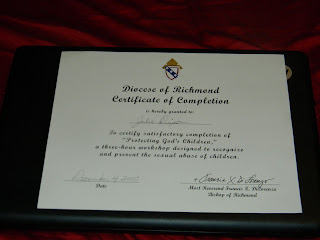 Diocese of Richmond
Certificate of Completion
is hereby granted to:
To certify satisfactory completion of
"Protecting God's Children,"
a three-hour workshop designed to recognize
and prevent the sexual abuse of children.
Date
Most Reverend Francis X. DiLorenzo
Bishop of Richmond